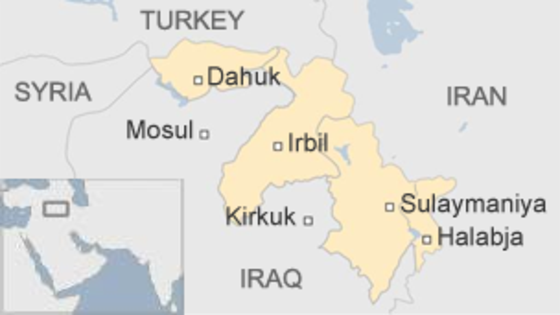 TURKEY
Dahuk
SYRIA
IRAN
Mosul
Irbil
Sulaymaniya
Kirkuk
Halabja
IRAQ